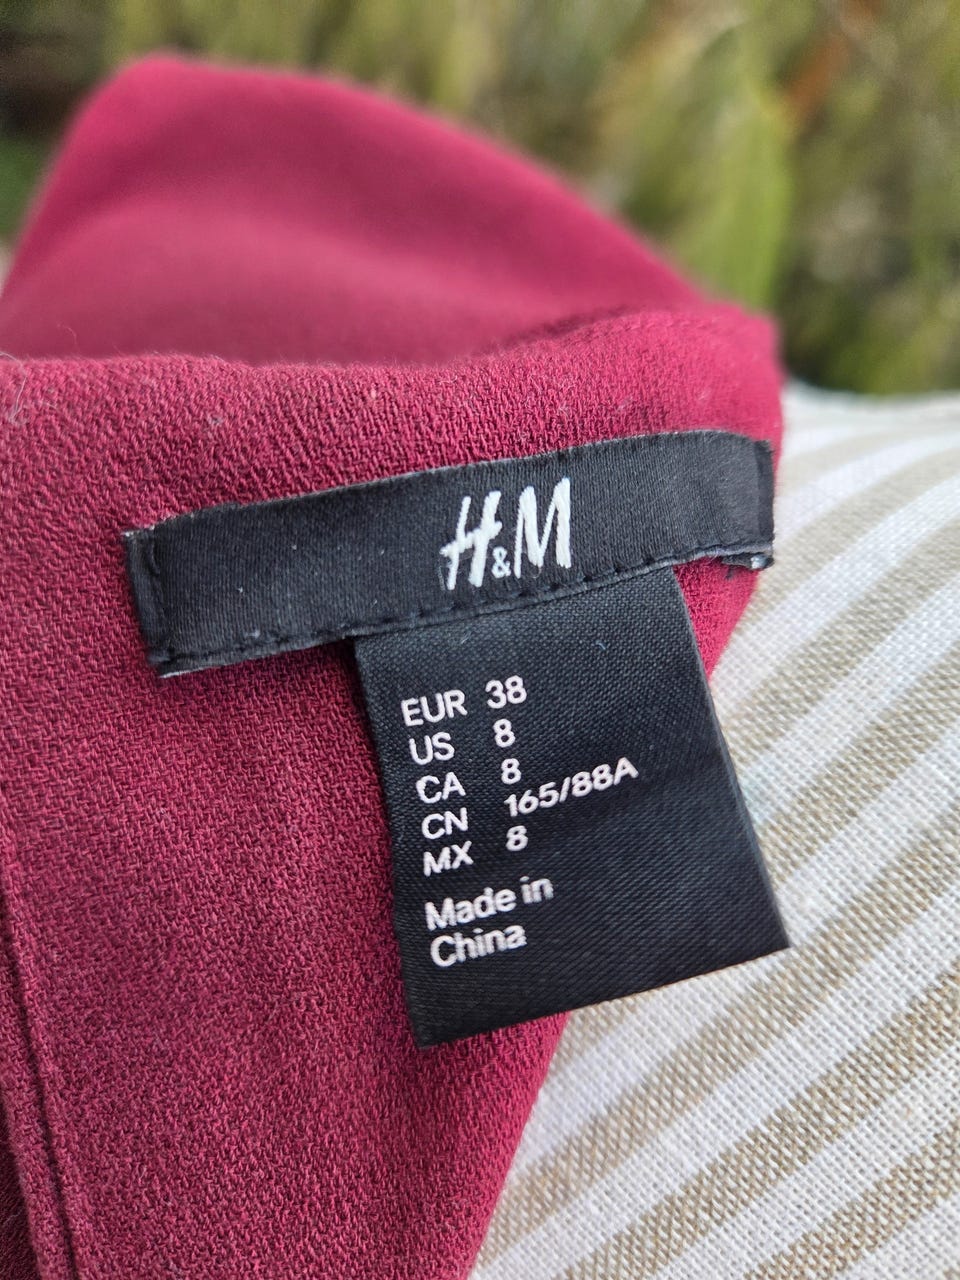 H&M
EUR 38
US 8
CA 8
CN 165/88A
MX 8
Made in
China